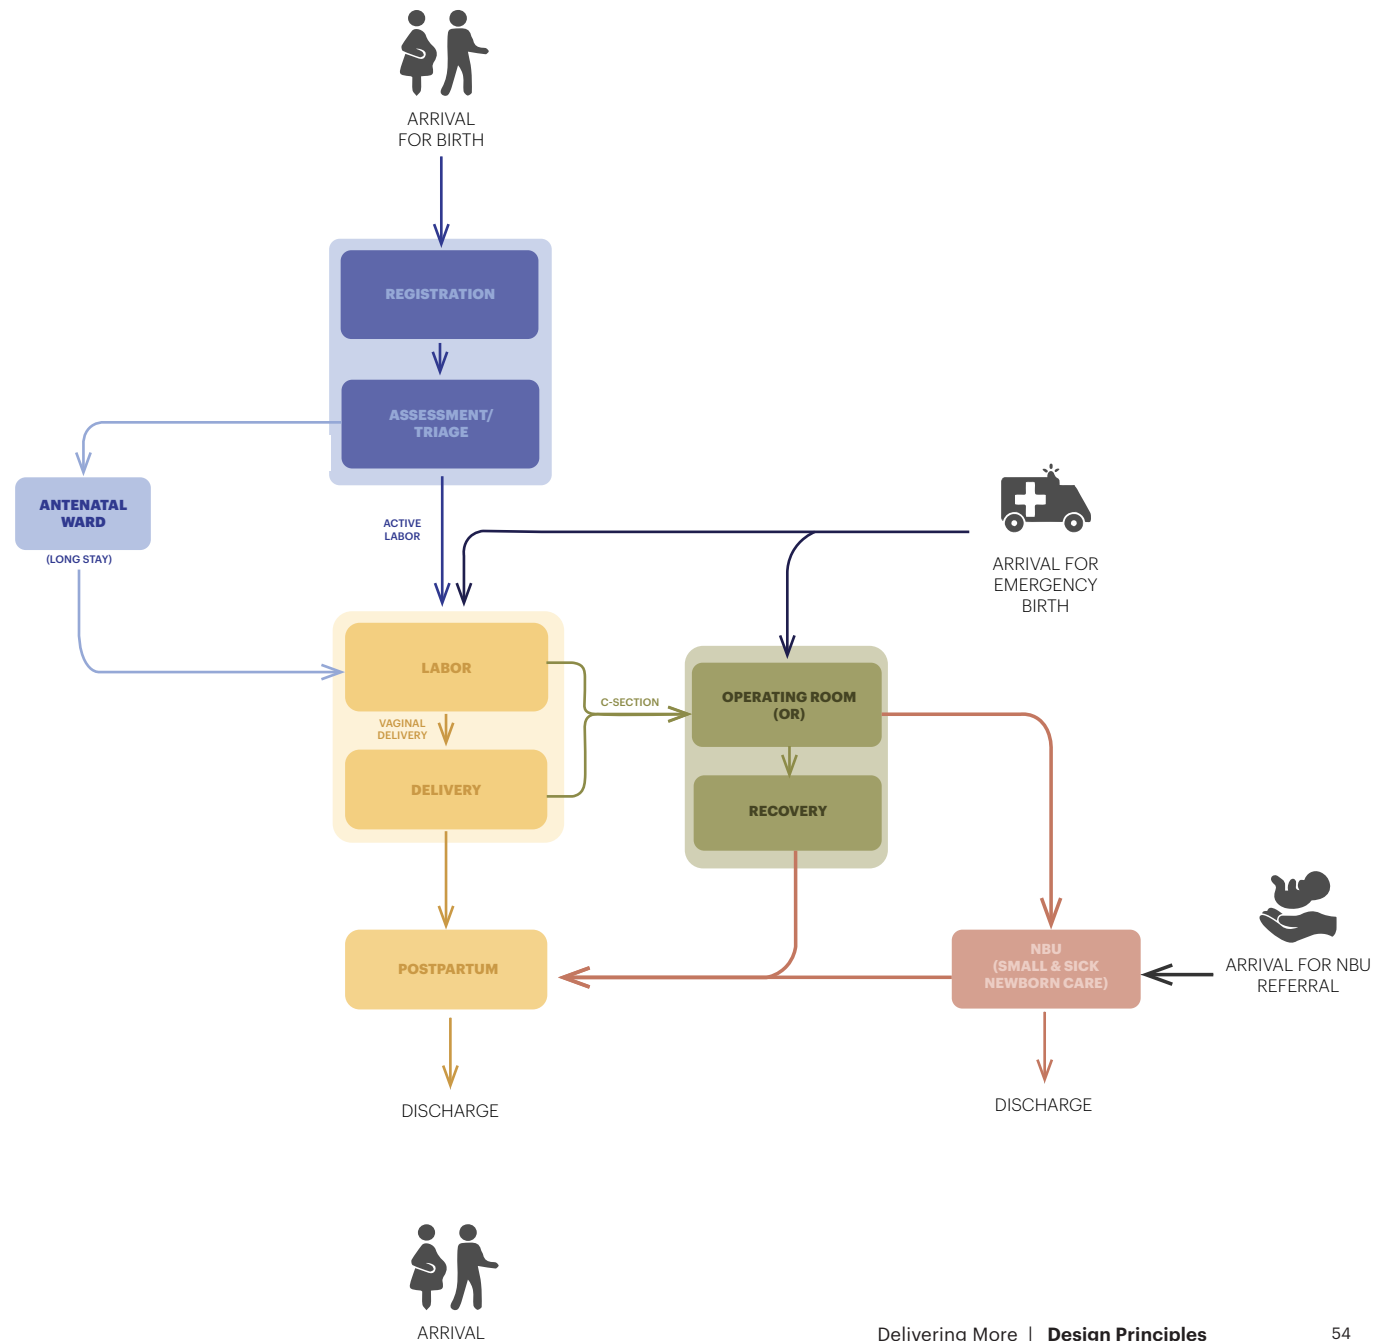 ARRIVAL
FOR BIRTH
REGISTRATION
ASSESSMENT/
TRIAGE
ANTENATAL
WARD
(LONG STAY)
ACTIVE
LABOR
ARRIVAL FOR
EMERGENCY
BIRTH
LABOR
VAGINAL
DELIVERY
DELIVERY
C-SECTION
OPERATING ROOM
(OR)
RECOVERY
POSTPARTUM
NBU
(SMALL & SICK
NEWBORN CARE)
ARRIVAL FOR NBU
REFERRAL
DISCHARGE
DISCHARGE
ARRIVAL
Delivering More | Design Principles 54